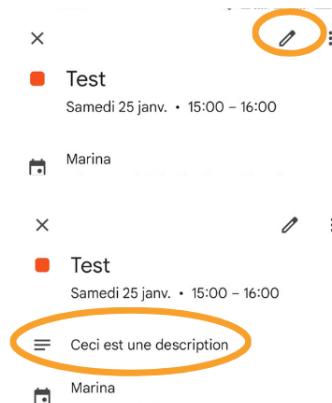 Test
Samedi 25 janv. • 15:00 – 16:00
Marina
Test
Samedi 25 janv. • 15:00 – 16:00
Ceci est une description
Marina